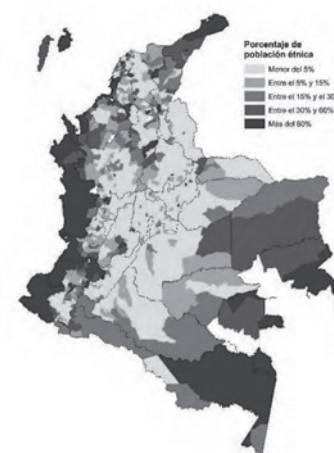 Porcentaje de
población étnica
Menor del 5%
Entre el 5% y 15%
Entre el 15% y el 30
Entre el 30% y 60%
Más del 60%